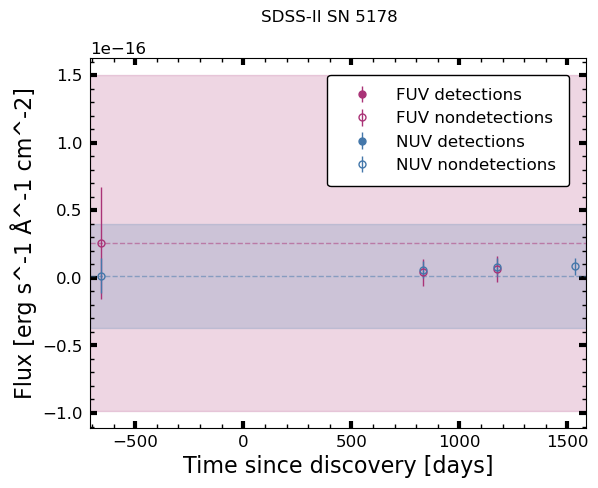 SDSS-II SN 5178
1e−16
1.5
1.0
0.5
0.0
−0.5
−1.0
Flux [erg s^-1 Å^-1 cm^-2]
FUV detections
FUV nondetections
NUV detections
NUV nondetections
−500
0
500
1000
1500
Time since discovery [days]